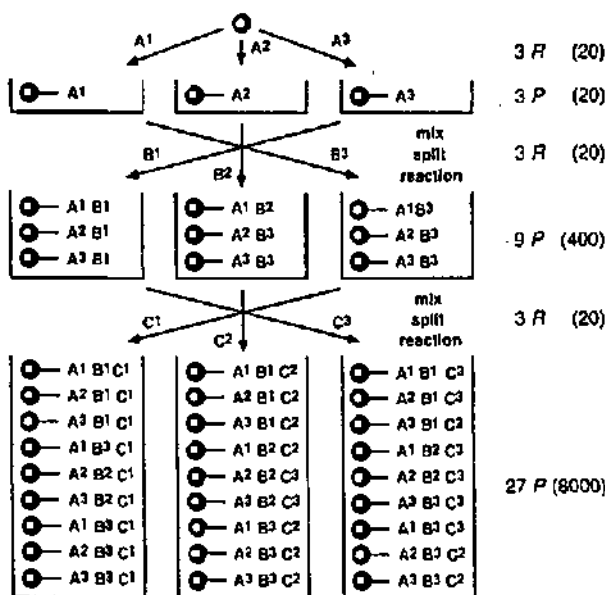 A¹ A² A³ 3 R (20)
A¹ A² A³ 3 P (20)
mix
B¹ B² B³ split 3 R (20)
reaction
A¹ B¹ A¹ B² A¹B³
A² B¹ A² B³ A² B³ 9 P (400)
A³ B¹ A³ B³ A³ B³
mix
C¹ C² C³ split 3 R (20)
reaction
A¹ B¹C¹ A¹ B¹ C² A¹ B¹ C³
A² B¹ C¹ A² B¹ C² A² B¹ C³
A³ B¹ C¹ A³ B¹ C² A³ B¹ C²
A¹ B³ C¹ A¹ B² C² A¹ B² C³
A² B² C¹ A² B² C³ A² B² C³
A³ B² C¹ A³ B² C³ A³ B³ C³ 27 P (8000)
A¹ B³ C¹ A¹ B³ C² A¹ B³ C³
A² B³ C¹ A² B³ C² A² B³ C²
A³ B³ C¹ A³ B³ C² A³ B³ C²